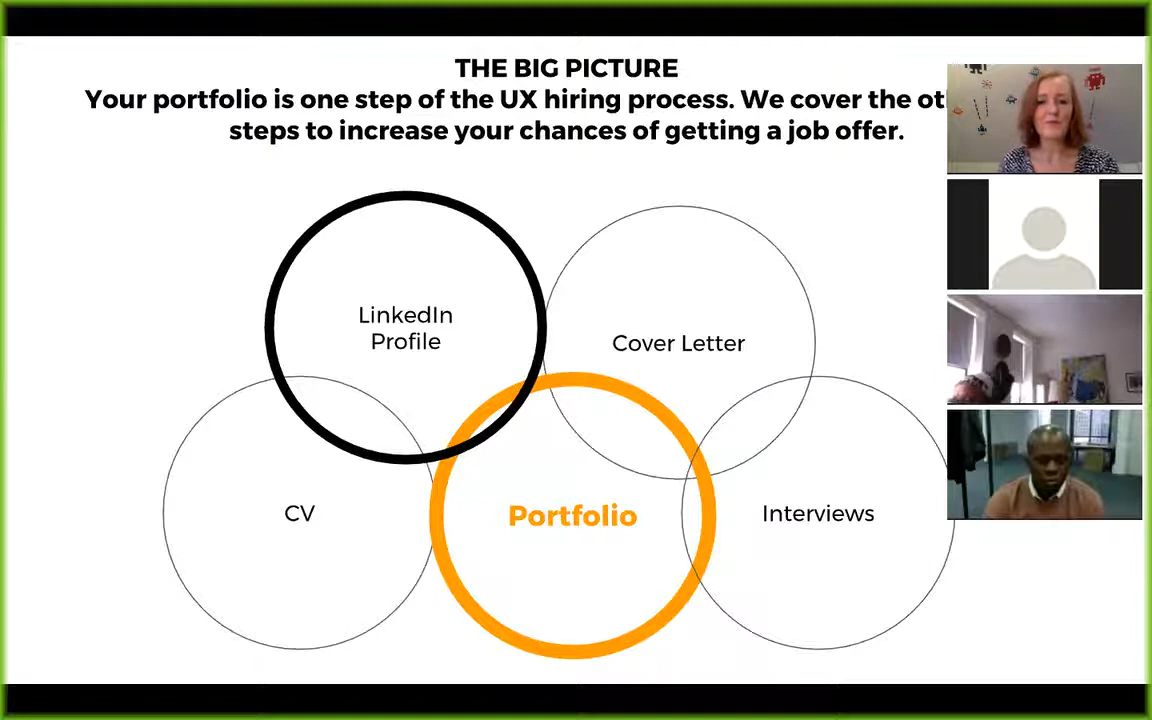 THE BIG PICTURE
Your portfolio is one step of the UX hiring process. We cover the
steps to increase your chances of getting a job offer.
LinkedIn
Profile
Cover Letter
CV
Portfolio
Interviews